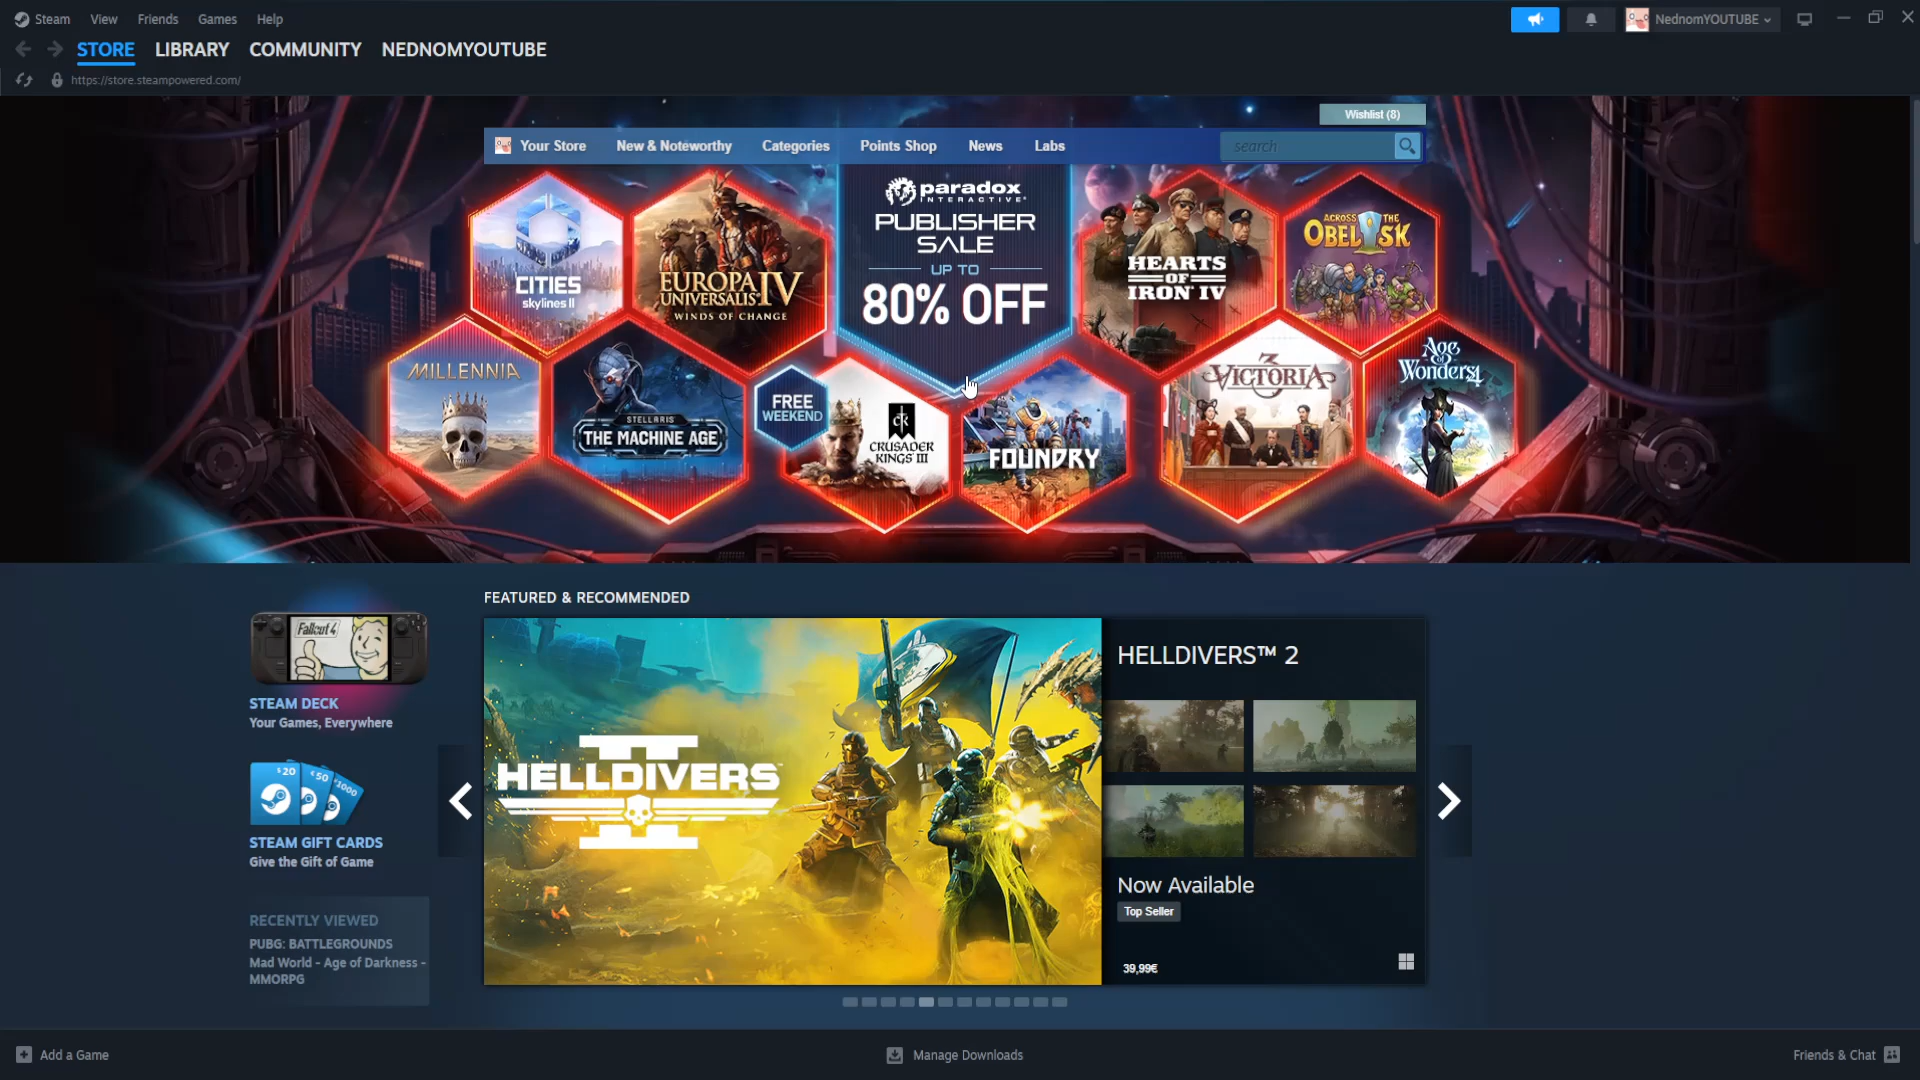 Steam View Friends Games Help
NednomYOUTUBE
STORE LIBRARY COMMUNITY NEDNOMYOUTUBE
https://store.steampowered.com/
Wishlist (8)
Your Store New & Noteworthy Categories Points Shop News Labs
search
paradox
INTERACTIVE
PUBLISHER
SALE
UP TO
80% OFF
CITIES
skylines II
EUROPA
UNIVERSALIS IV
WINDS OF CHANGE
HEARTS
OF
IRON IV
ACROSS THE
OBELISK
MILLENNIA
STELLARIS
THE MACHINE AGE
FREE
WEEKEND
CRUSADER
KINGS III
FOUNDRY
VICTORIA
3
Age of
Wonders 4
FEATURED & RECOMMENDED
Fallout 4
STEAM DECK
Your Games, Everywhere
$20 €50 $1000
STEAM GIFT CARDS
Give the Gift of Game
RECENTLY VIEWED
PUBG: BATTLEGROUNDS
Mad World - Age of Darkness -
MMORPG
HELLDIVERS
II
HELLDIVERS™ 2
Now Available
Top Seller
39,99€
Add a Game
Manage Downloads
Friends & Chat